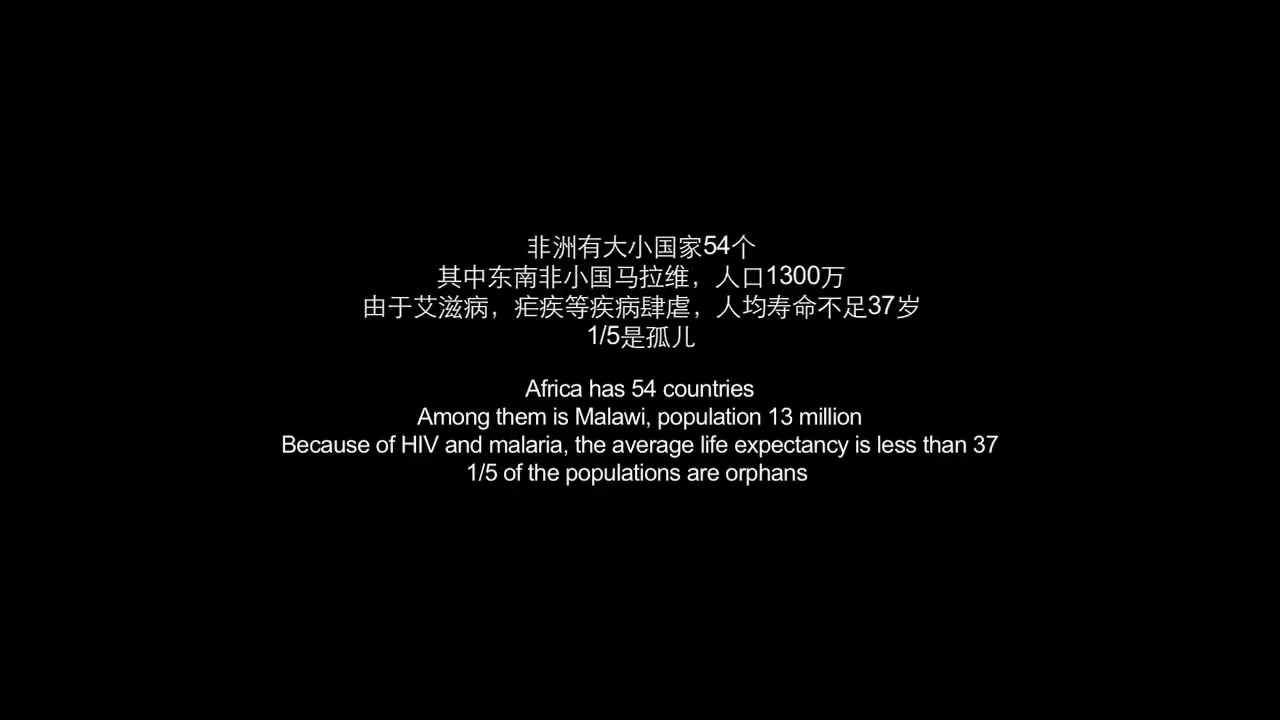 非洲有大小国家54个
其中东南非小国马拉维，人口1300万
由于艾滋病，疟疾等疾病肆虐，人均寿命不足37岁
1/5是孤儿
Africa has 54 countries
Among them is Malawi, population 13 million
Because of HIV and malaria, the average life expectancy is less than 37
1/5 of the populations are orphans